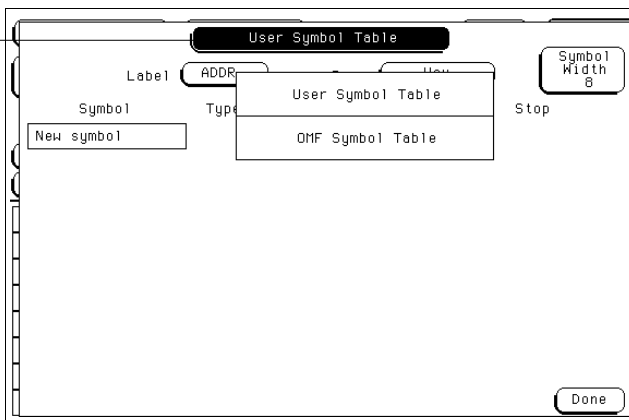 User Symbol Table
Label ADDR
Symbol Width 8
User Symbol Table
Symbol Type Stop
New symbol
OMF Symbol Table
Done